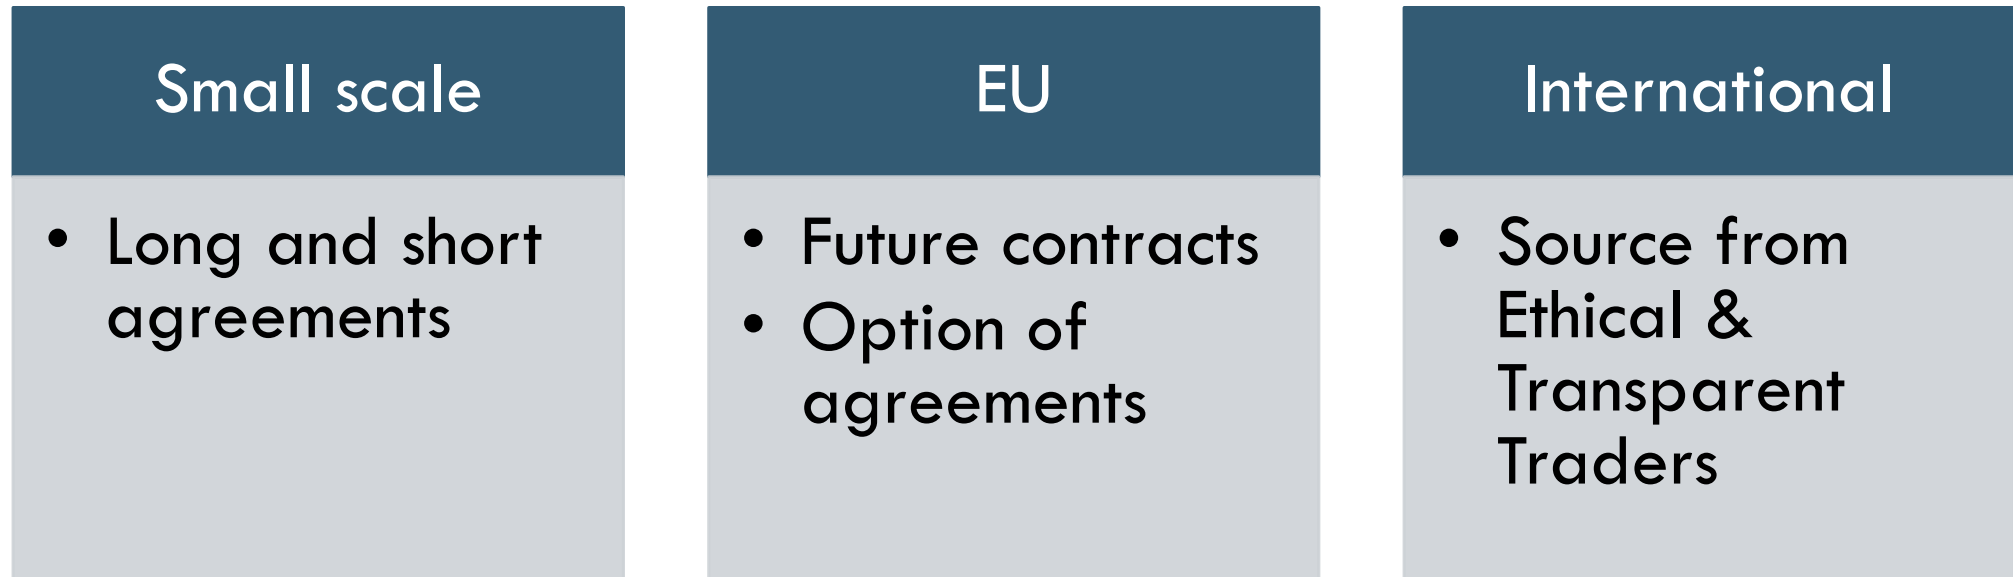 Small scale
• Long and short
agreements
EU
• Future contracts
• Option of
agreements
International
• Source from
Ethical &
Transparent
Traders